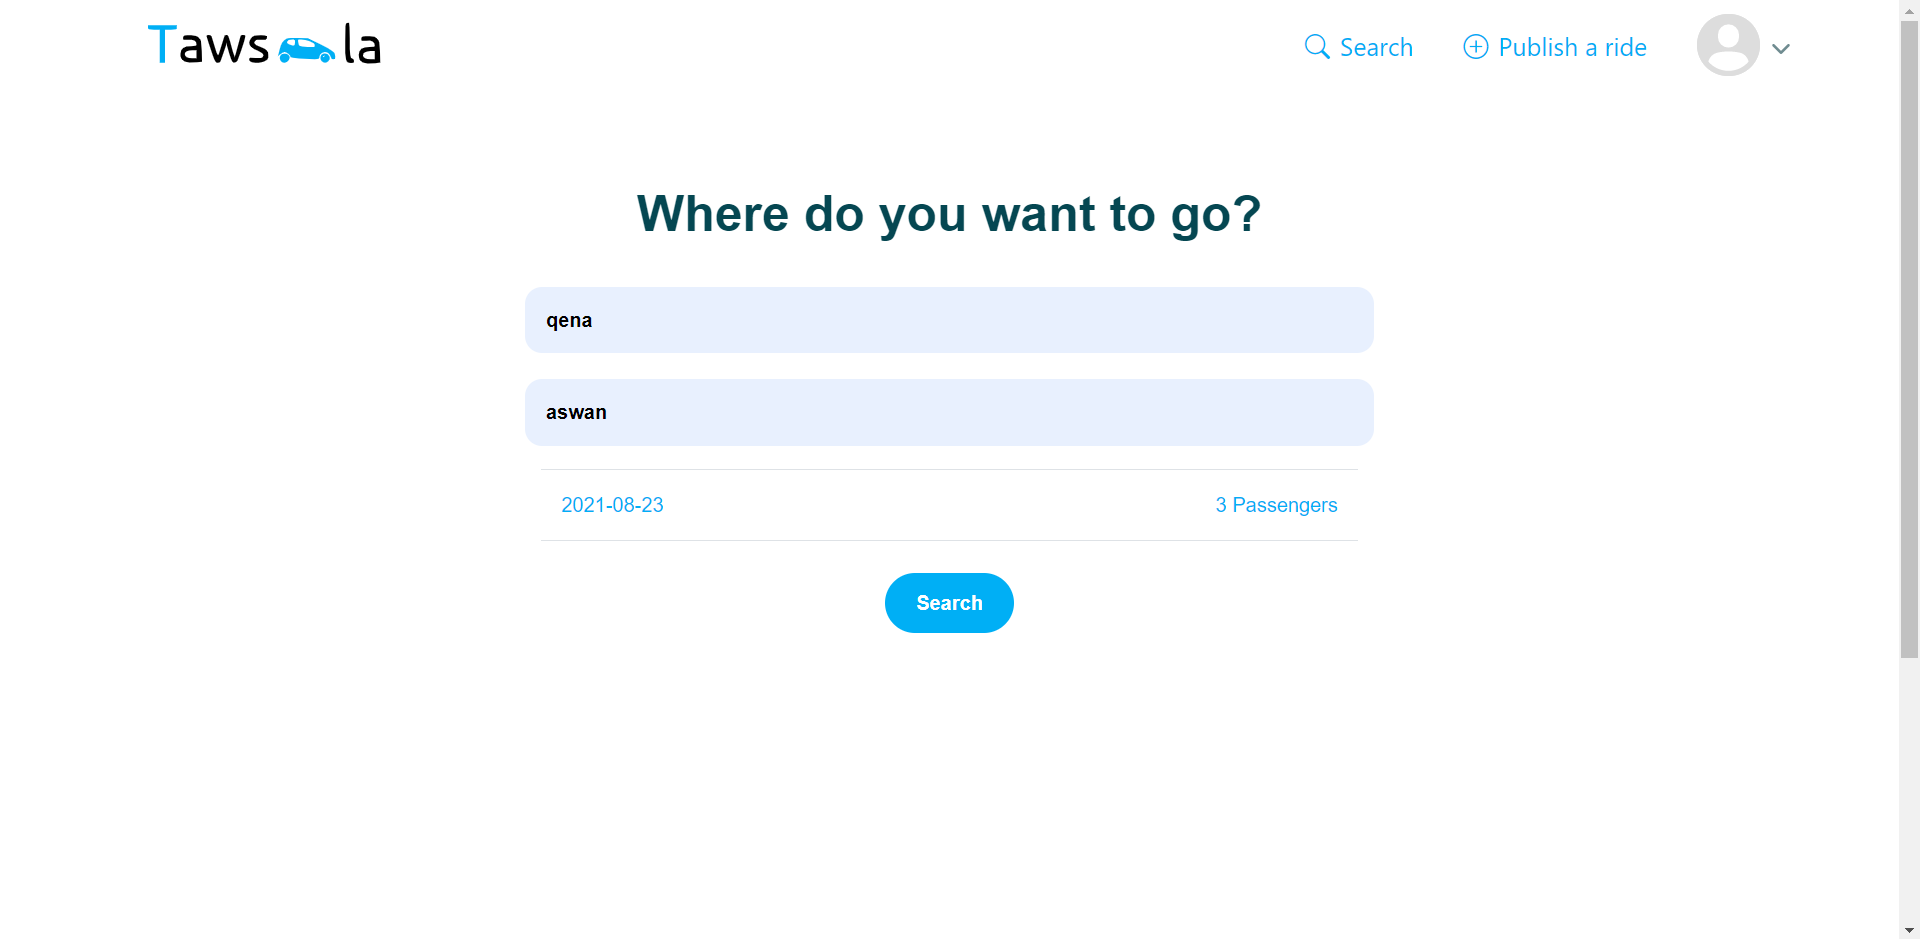 Taws la
Search
Publish a ride
Where do you want to go?
qena
aswan
2021-08-23
3 Passengers
Search